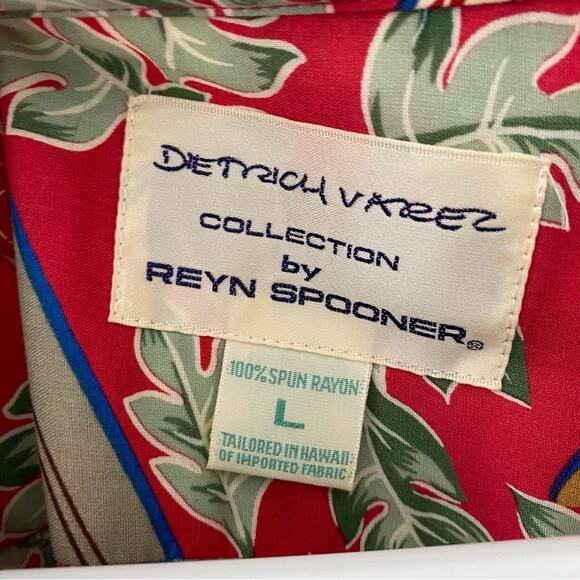 DIETRICH VAREZ
COLLECTION
by
REYN SPOONER®
100% SPUN RAYON
L
TAILORED IN HAWAII
OF IMPORTED FABRIC